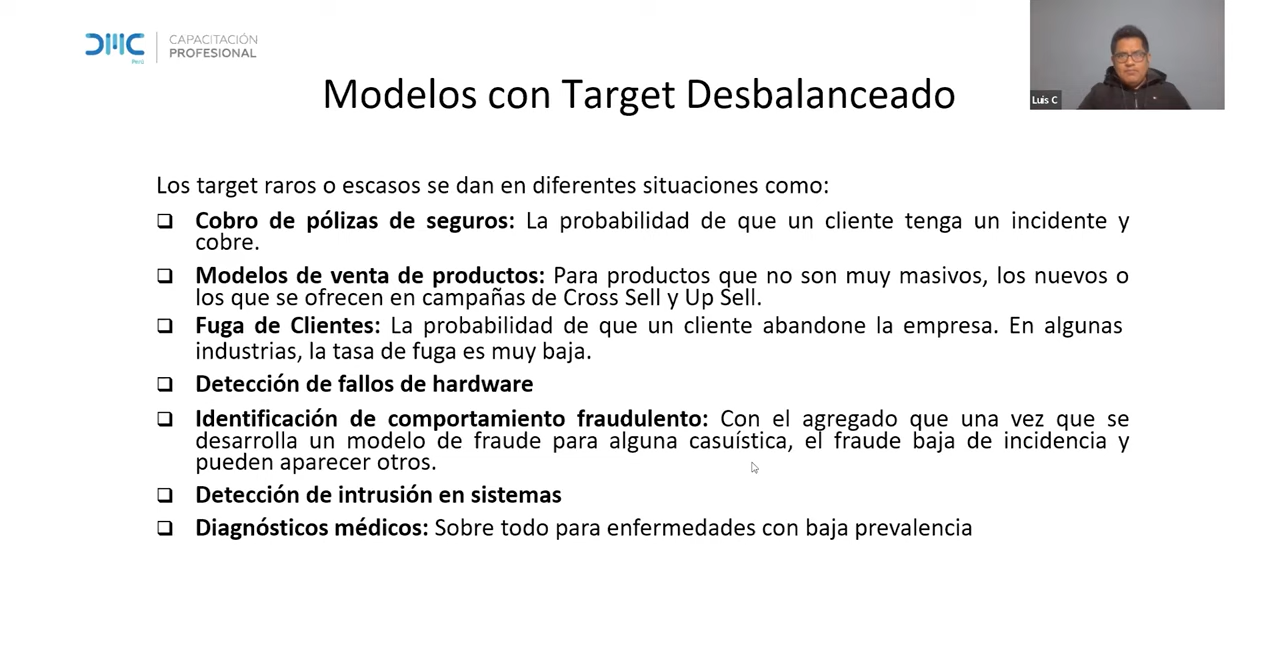 DMC
Perú
CAPACITACIÓN
PROFESIONAL
Luis C
Modelos con Target Desbalanceado
Los target raros o escasos se dan en diferentes situaciones como:
Cobro de pólizas de seguros: La probabilidad de que un cliente tenga un incidente y
cobre.
Modelos de venta de productos: Para productos que no son muy masivos, los nuevos o
los que se ofrecen en campañas de Cross Sell y Up Sell.
Fuga de Clientes: La probabilidad de que un cliente abandone la empresa. En algunas
industrias, la tasa de fuga es muy baja.
Detección de fallos de hardware
Identificación de comportamiento fraudulento: Con el agregado que una vez que se
desarrolla un modelo de fraude para alguna casuística, el fraude baja de incidencia y
pueden aparecer otros.
Detección de intrusión en sistemas
Diagnósticos médicos: Sobre todo para enfermedades con baja prevalencia